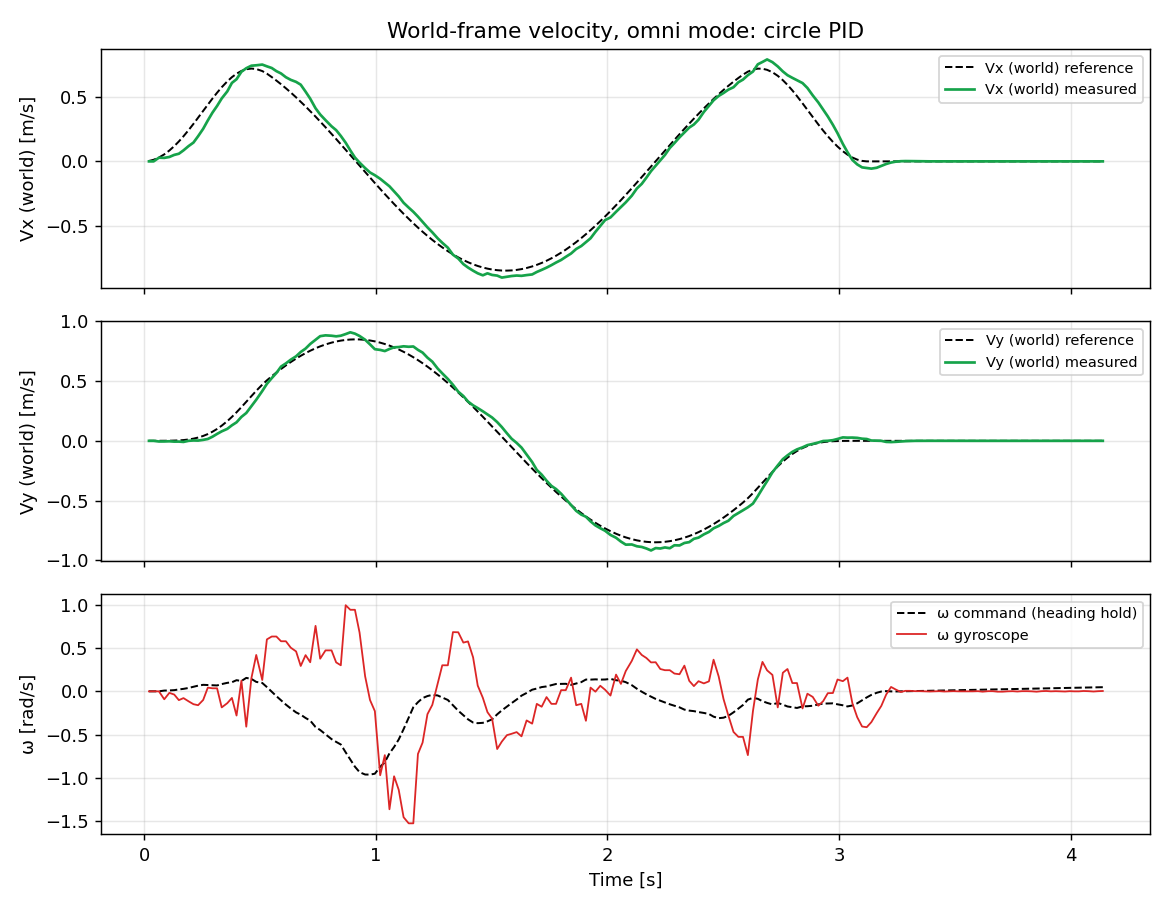 World-frame velocity, omni mode: circle PID
Vx (world) [m/s]
0.5
0.0
−0.5
Vx (world) reference
Vx (world) measured
Vy (world) [m/s]
1.0
0.5
0.0
−0.5
−1.0
Vy (world) reference
Vy (world) measured
ω [rad/s]
1.0
0.5
0.0
−0.5
−1.0
−1.5
ω command (heading hold)
ω gyroscope
0 1 2 3 4
Time [s]